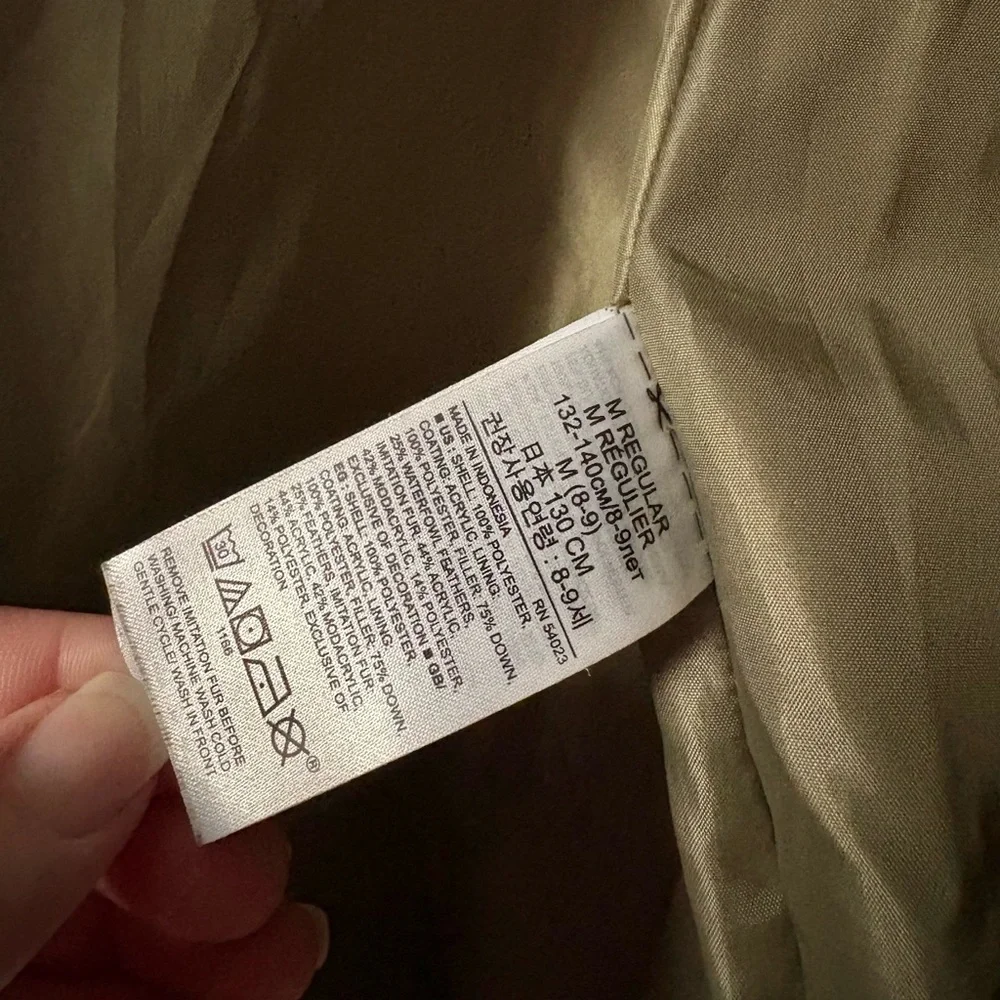 M REGULAR
M RÉGULIER
132-140CM/8-9лет
M (8-9)
日本 130 CM
권장사용연령 : 8-9세
RN 54023
MADE IN INDONESIA
■ US : SHELL: 100% POLYESTER,
COATING: ACRYLIC. LINING:
100% POLYESTER. FILLER: 75% DOWN,
25% WATERFOWL FEATHERS.
IMITATION FUR: 44% ACRYLIC,
42% MODACRYLIC, 14% POLYESTER,
EXCLUSIVE OF DECORATION ■ GB/
EG : SHELL: 100% POLYESTER,
COATING: ACRYLIC. LINING:
100% POLYESTER. FILLER: 75% DOWN,
25% FEATHERS. IMITATION FUR:
44% ACRYLIC, 42% MODACRYLIC,
14% POLYESTER, EXCLUSIVE OF
DECORATION
30
1166
®
REMOVE IMITATION FUR BEFORE
WASHING/MACHINE WASH COLD
GENTLE CYCLE/ WASH IN FRONT